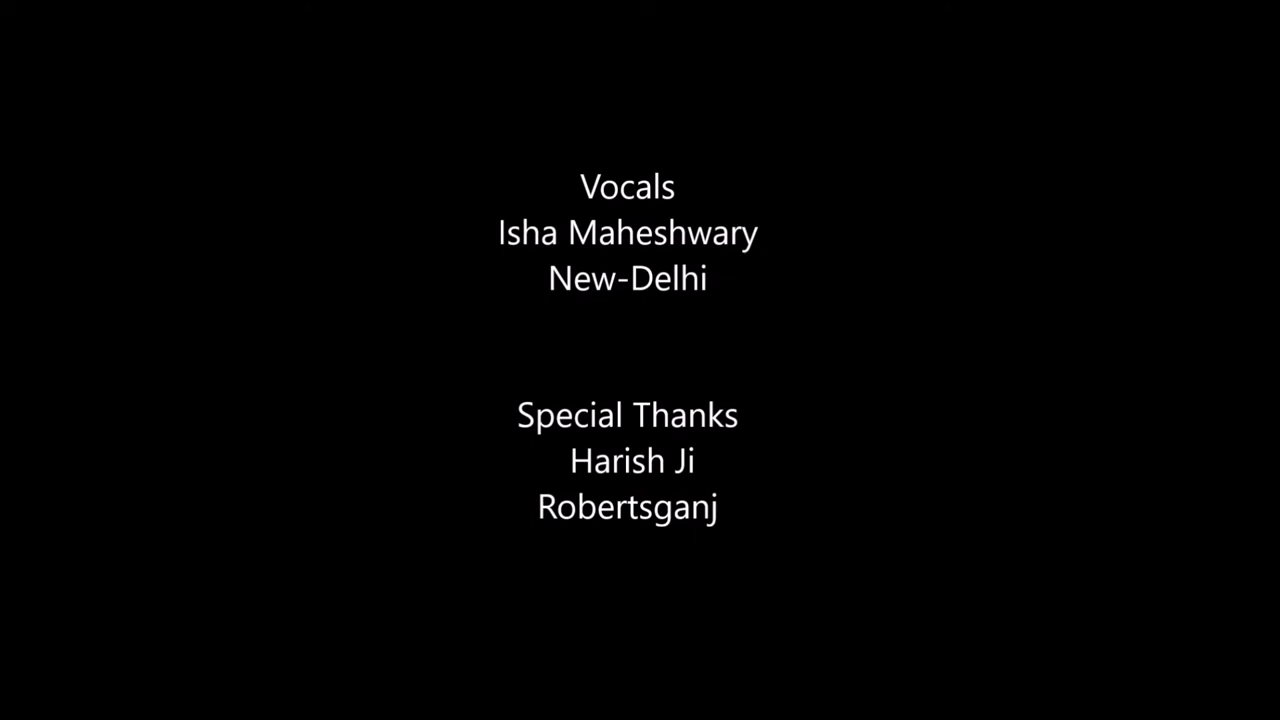 Vocals
Isha Maheshwary
New-Delhi
Special Thanks
Harish Ji
Robertsganj